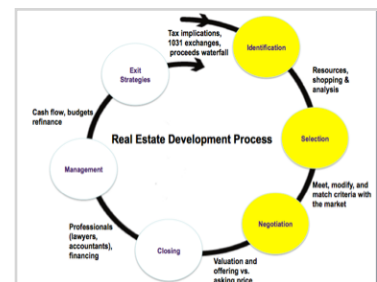 Tax implications,
1031 exchanges,
proceeds waterfall
Identification
Exit
Strategies
Resources,
shopping &
analysis
Cash flow, budgets
refinance
Real Estate Development Process
Selection
Management
Meet, modify, and
match criteria with
the market
Professionals
(lawyers,
accountants),
financing
Negotiation
Closing
Valuation and
offering vs.
asking price